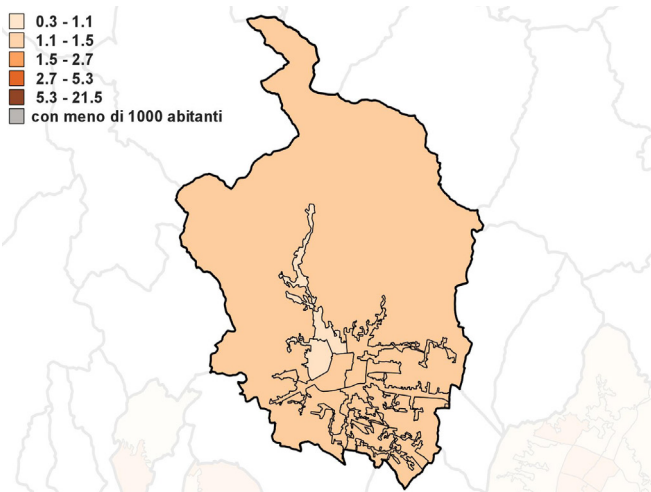 0.3 - 1.1
1.1 - 1.5
1.5 - 2.7
2.7 - 5.3
5.3 - 21.5
con meno di 1000 abitanti